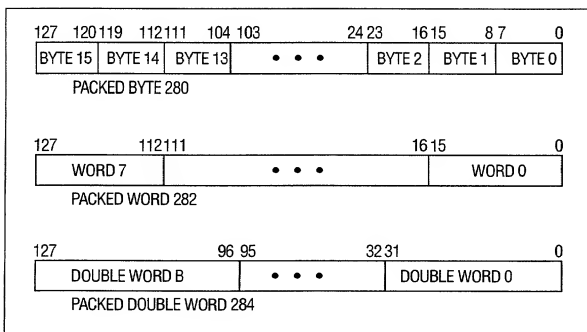 127 120 119 112 111 104 103 24 23 16 15 8 7 0
BYTE 15 BYTE 14 BYTE 13 • • • BYTE 2 BYTE 1 BYTE 0
PACKED BYTE 280
127 112 111 16 15 0
WORD 7 • • • WORD 0
PACKED WORD 282
127 96 95 32 31 0
DOUBLE WORD B • • • DOUBLE WORD 0
PACKED DOUBLE WORD 284